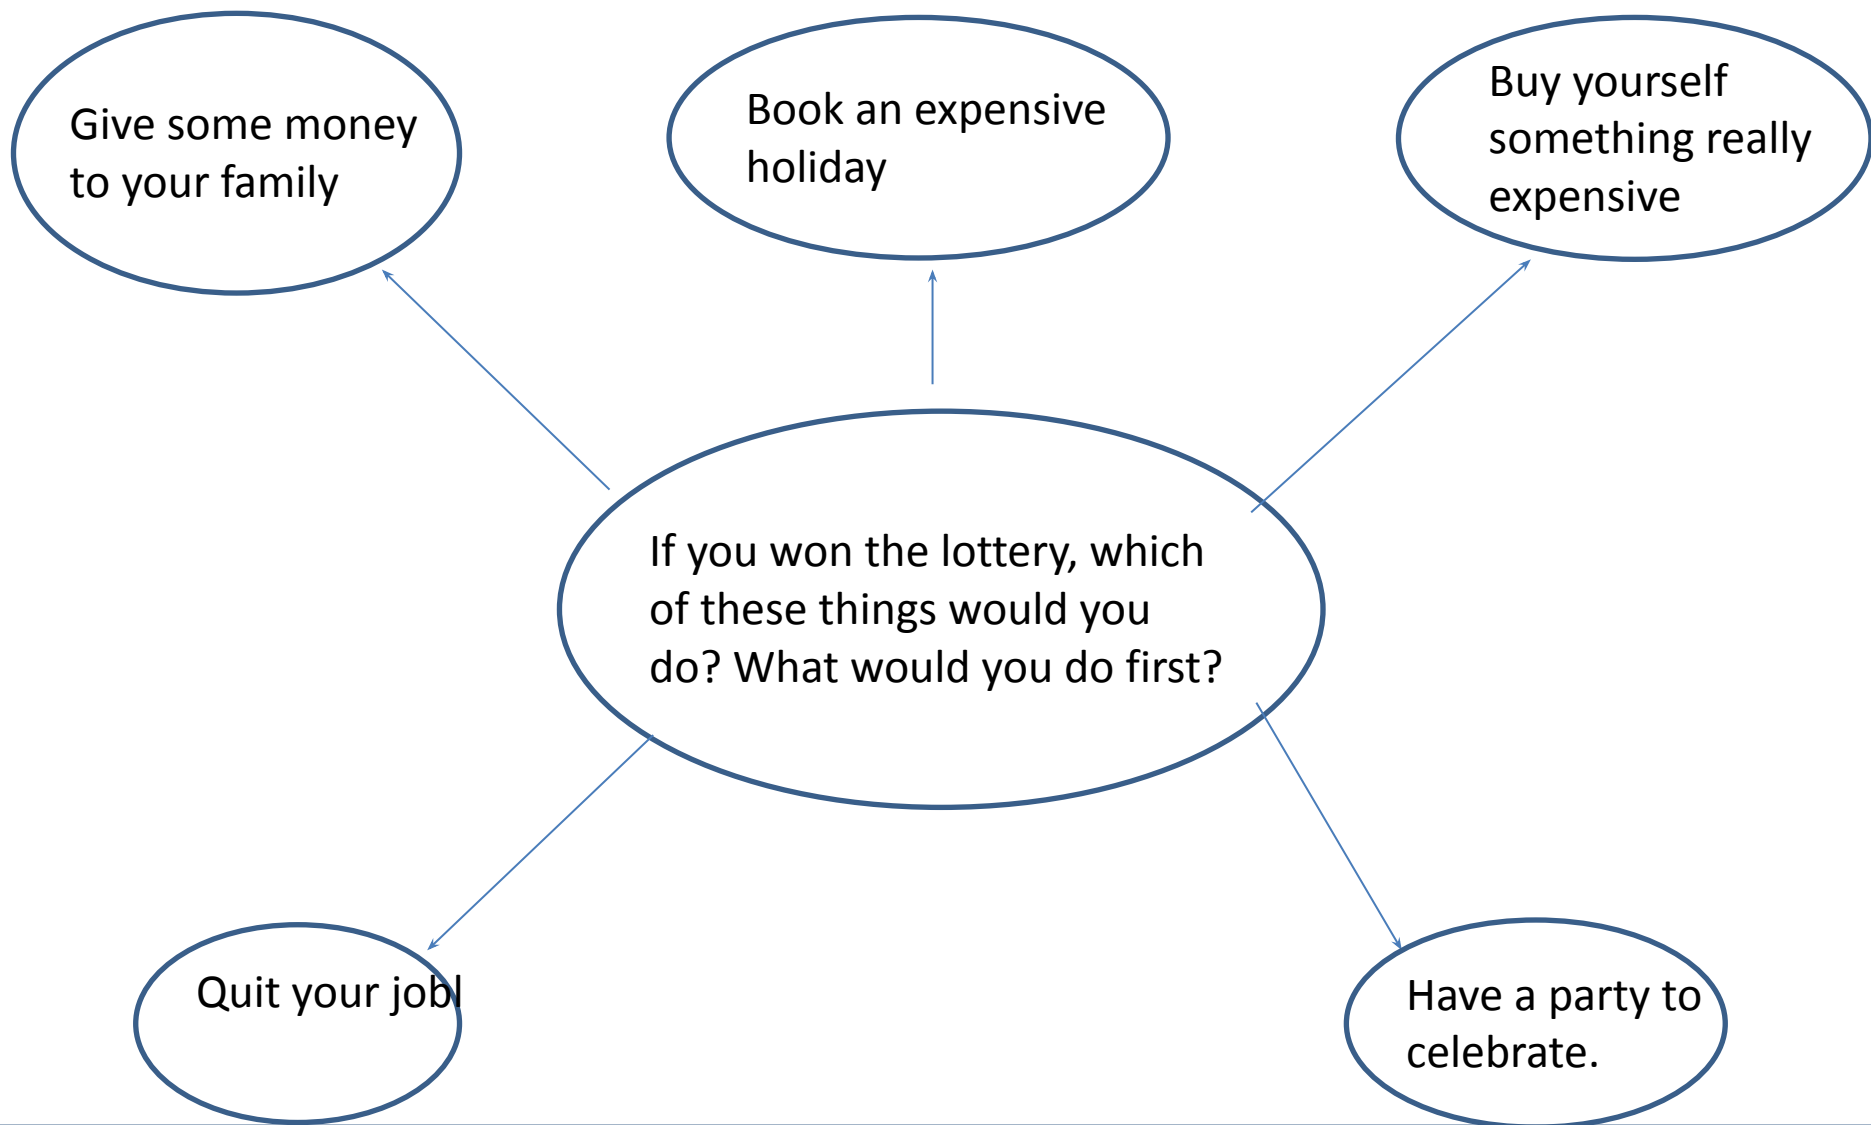 Give some money
to your family
Book an expensive
holiday
Buy yourself
something really
expensive
If you won the lottery, which
of these things would you
do? What would you do first?
Quit your jobl
Have a party to
celebrate.